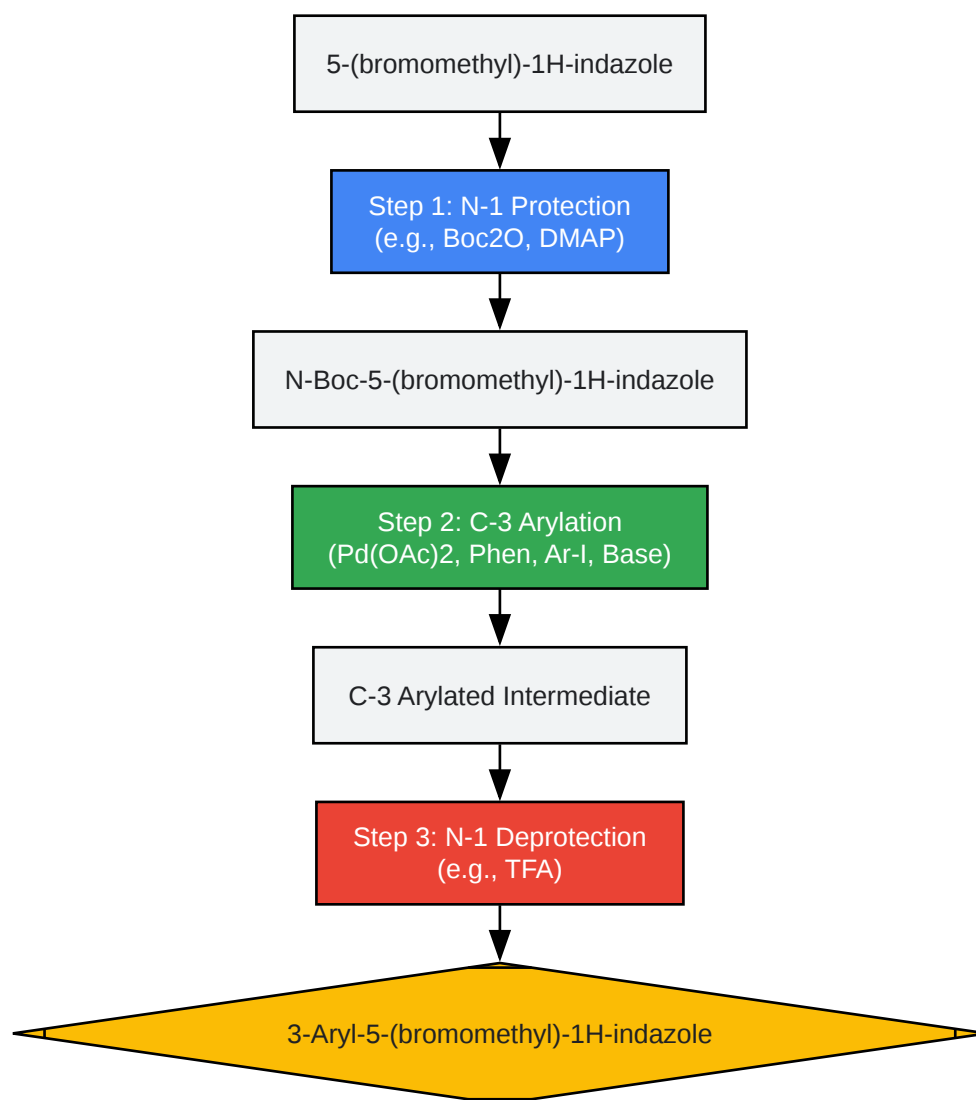 5-(bromomethyl)-1H-indazole
Step 1: N-1 Protection
(e.g., Boc2O, DMAP)
N-Boc-5-(bromomethyl)-1H-indazole
Step 2: C-3 Arylation
(Pd(OAc)2, Phen, Ar-I, Base)
C-3 Arylated Intermediate
Step 3: N-1 Deprotection
(e.g., TFA)
3-Aryl-5-(bromomethyl)-1H-indazole